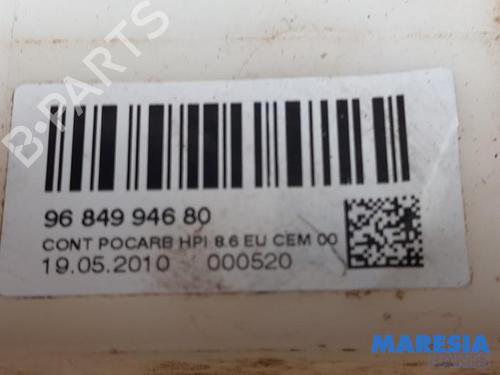 B-PARTS
96 849 946 80
CONT POCARB HPI 8.6 EU CEM 00
19.05.2010 000520
MARESIA